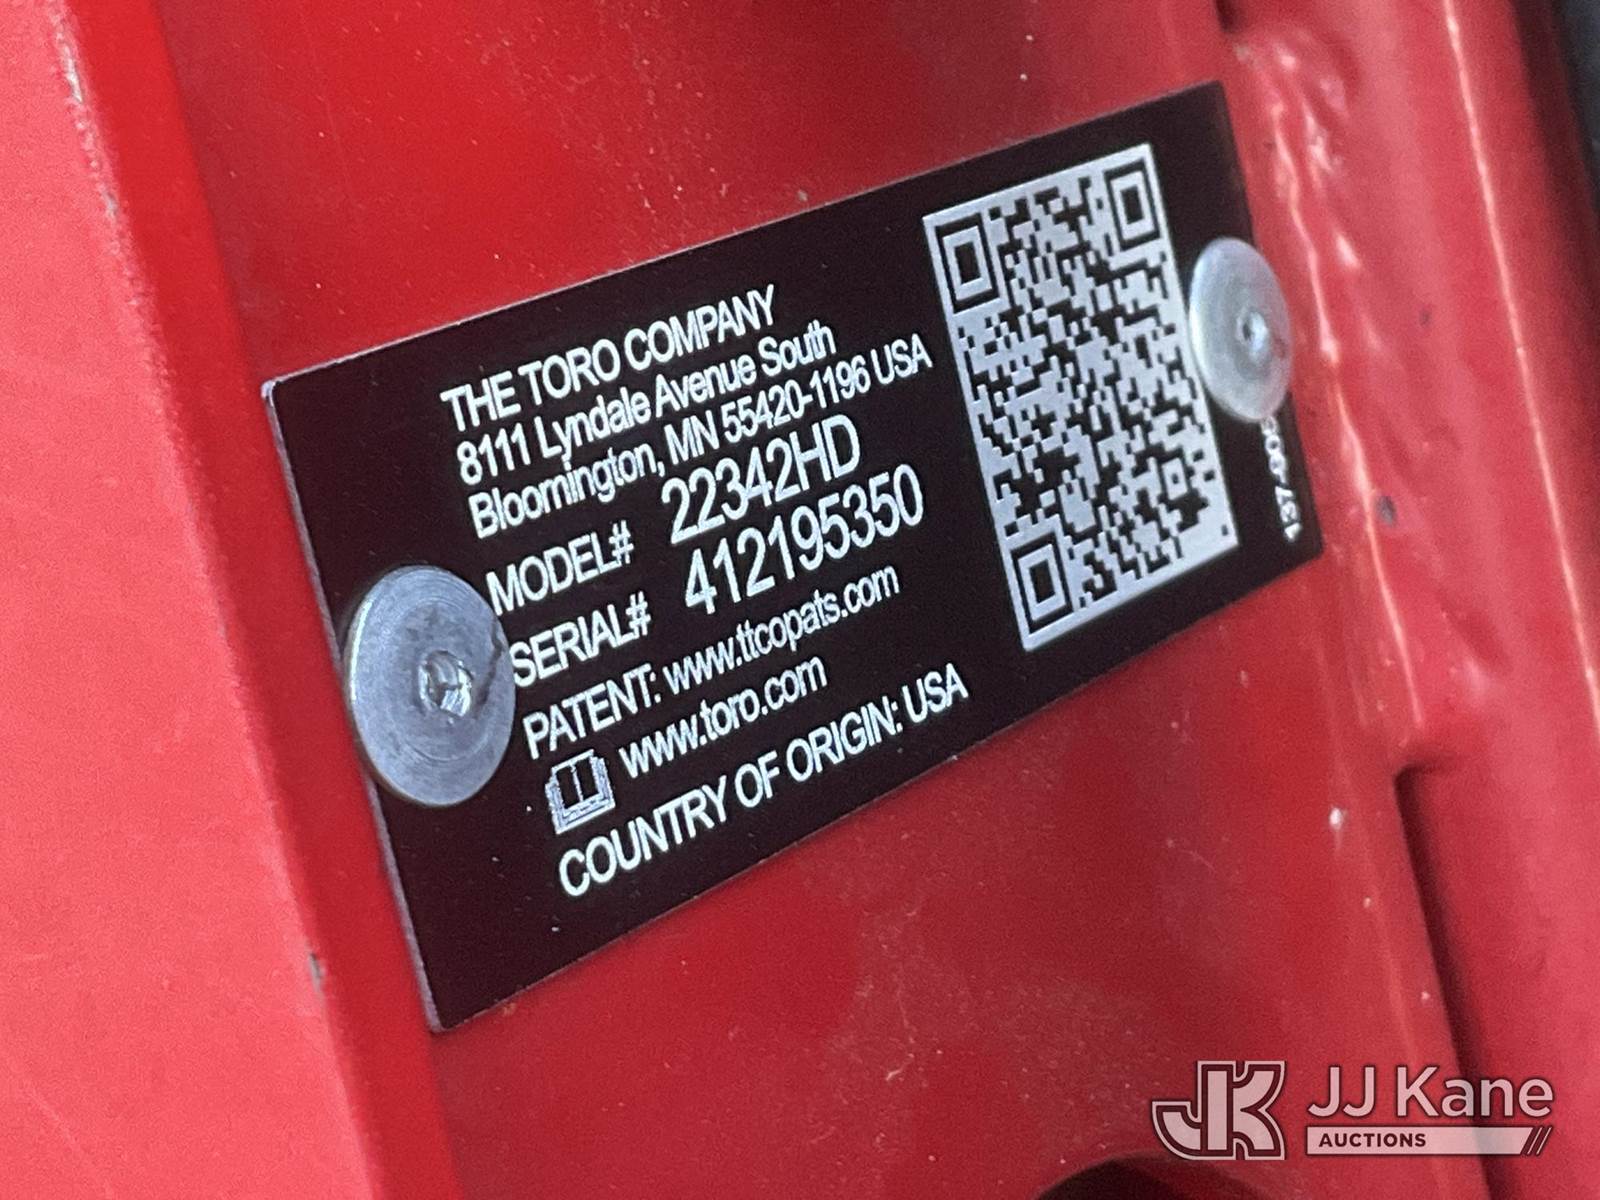 THE TORO COMPANY
8111 Lyndale Avenue South
Bloomington, MN 55420-1196 USA
MODEL# 22342HD
SERIAL# 412195350
PATENT: www.ttcopats.com
www.toro.com
COUNTRY OF ORIGIN: USA
JK JJ Kane
AUCTIONS